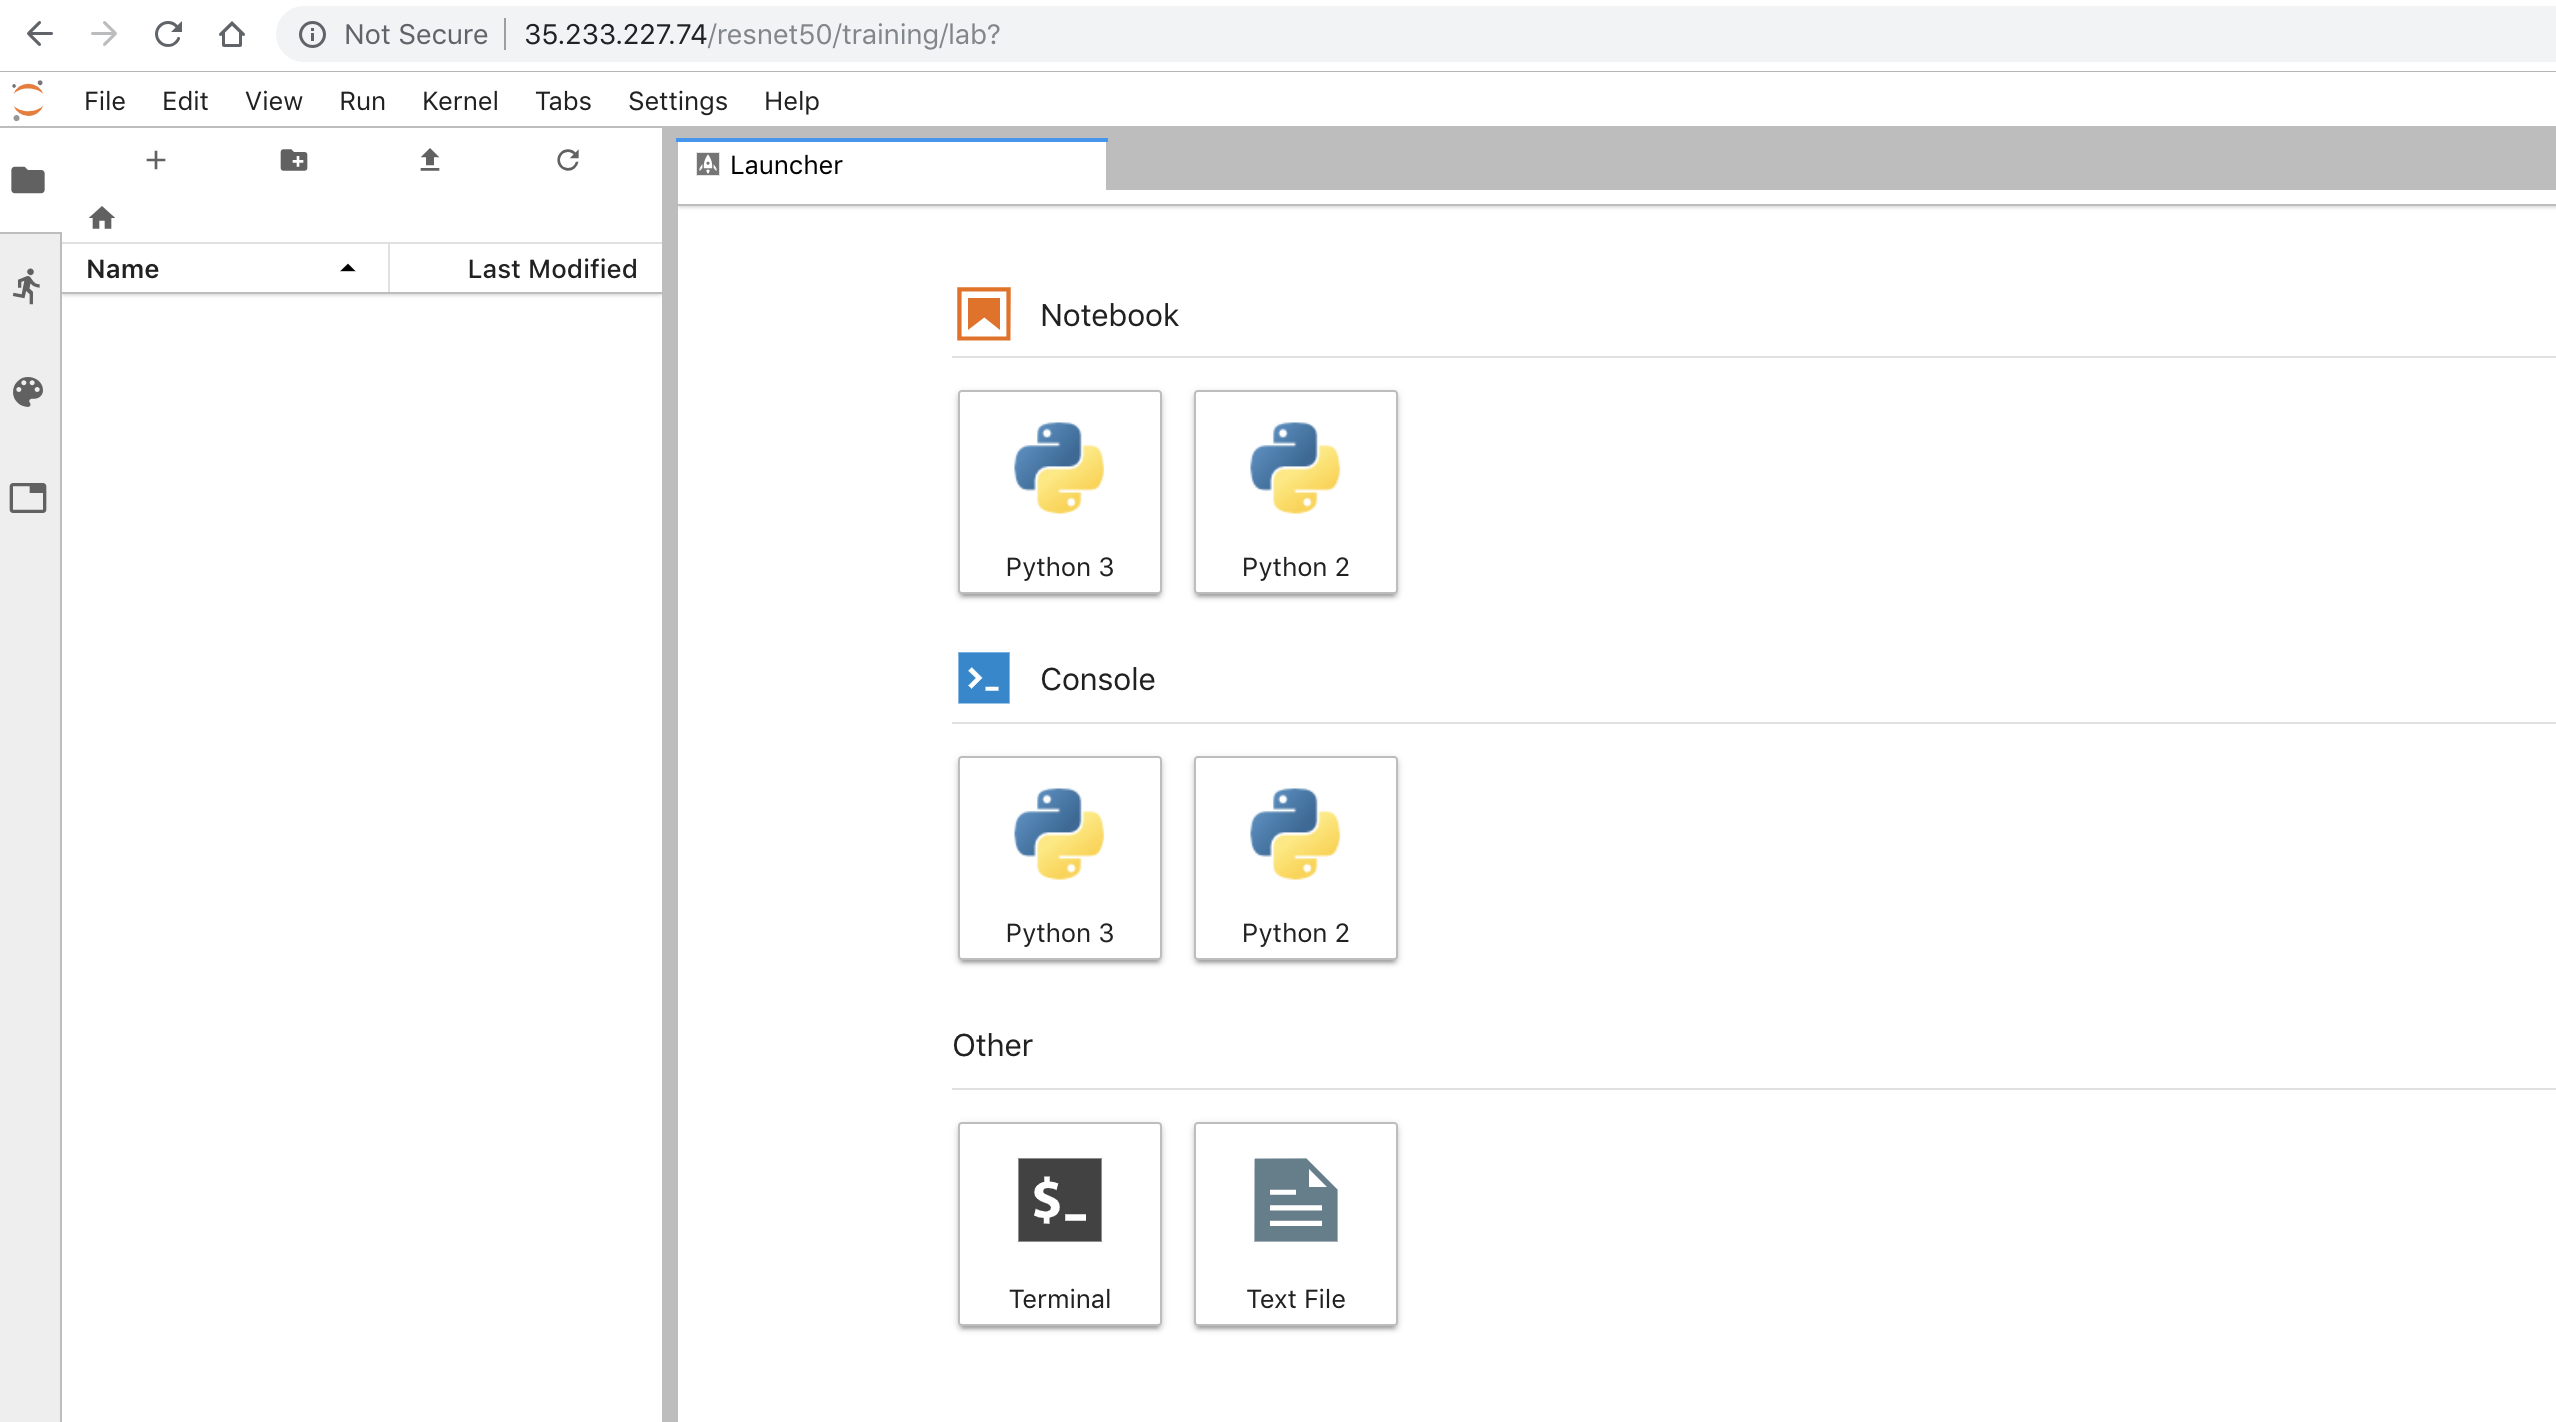 Not Secure 35.233.227.74/resnet50/training/lab?
File Edit View Run Kernel Tabs Settings Help
Launcher
Name Last Modified
Notebook
Python 3 Python 2
Console
Python 3 Python 2
Other
$_
Terminal Text File